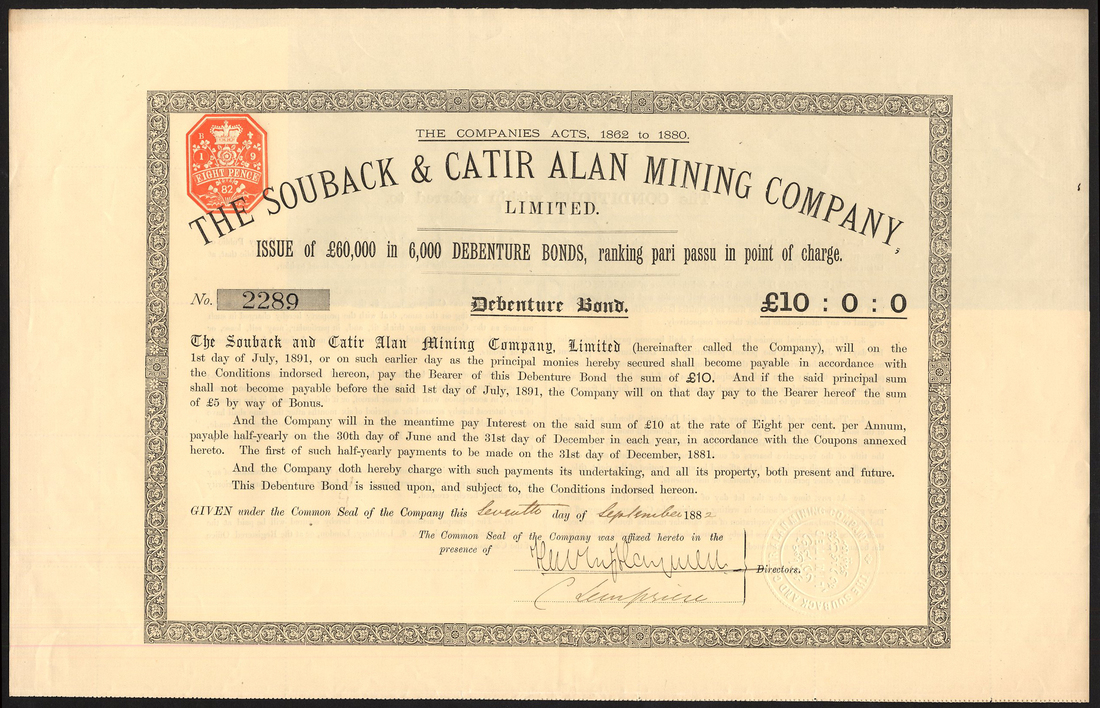 R
1 9
EIGHT PENCE
82
THE COMPANIES ACTS, 1862 to 1880.
THE SOUBACK & CATIR ALAN MINING COMPANY,
LIMITED.
ISSUE of £60,000 in 6,000 DEBENTURE BONDS, ranking pari passu in point of charge.
No. 2289 Debenture Bond. £10 : 0 : 0
The Souback and Catir Alan Mining Company, Limited (hereinafter called the Company), will on the
1st day of July, 1891, or on such earlier day as the principal monies hereby secured shall become payable in accordance with
the Conditions indorsed hereon, pay the Bearer of this Debenture Bond the sum of £10. And if the said principal sum
shall not become payable before the said 1st day of July, 1891, the Company will on that day pay to the Bearer hereof the sum
of £5 by way of Bonus.
And the Company will in the meantime pay Interest on the said sum of £10 at the rate of Eight per cent. per Annum,
payable half-yearly on the 30th day of June and the 31st day of December in each year, in accordance with the Coupons annexed
hereto. The first of such half-yearly payments to be made on the 31st day of December, 1881.
And the Company doth hereby charge with such payments its undertaking, and all its property, both present and future.
This Debenture Bond is issued upon, and subject to, the Conditions indorsed hereon.
GIVEN under the Common Seal of the Company this Seventh day of September 1882
The Common Seal of the Company was affixed hereto in the
presence of
Directors.
C Lempriere